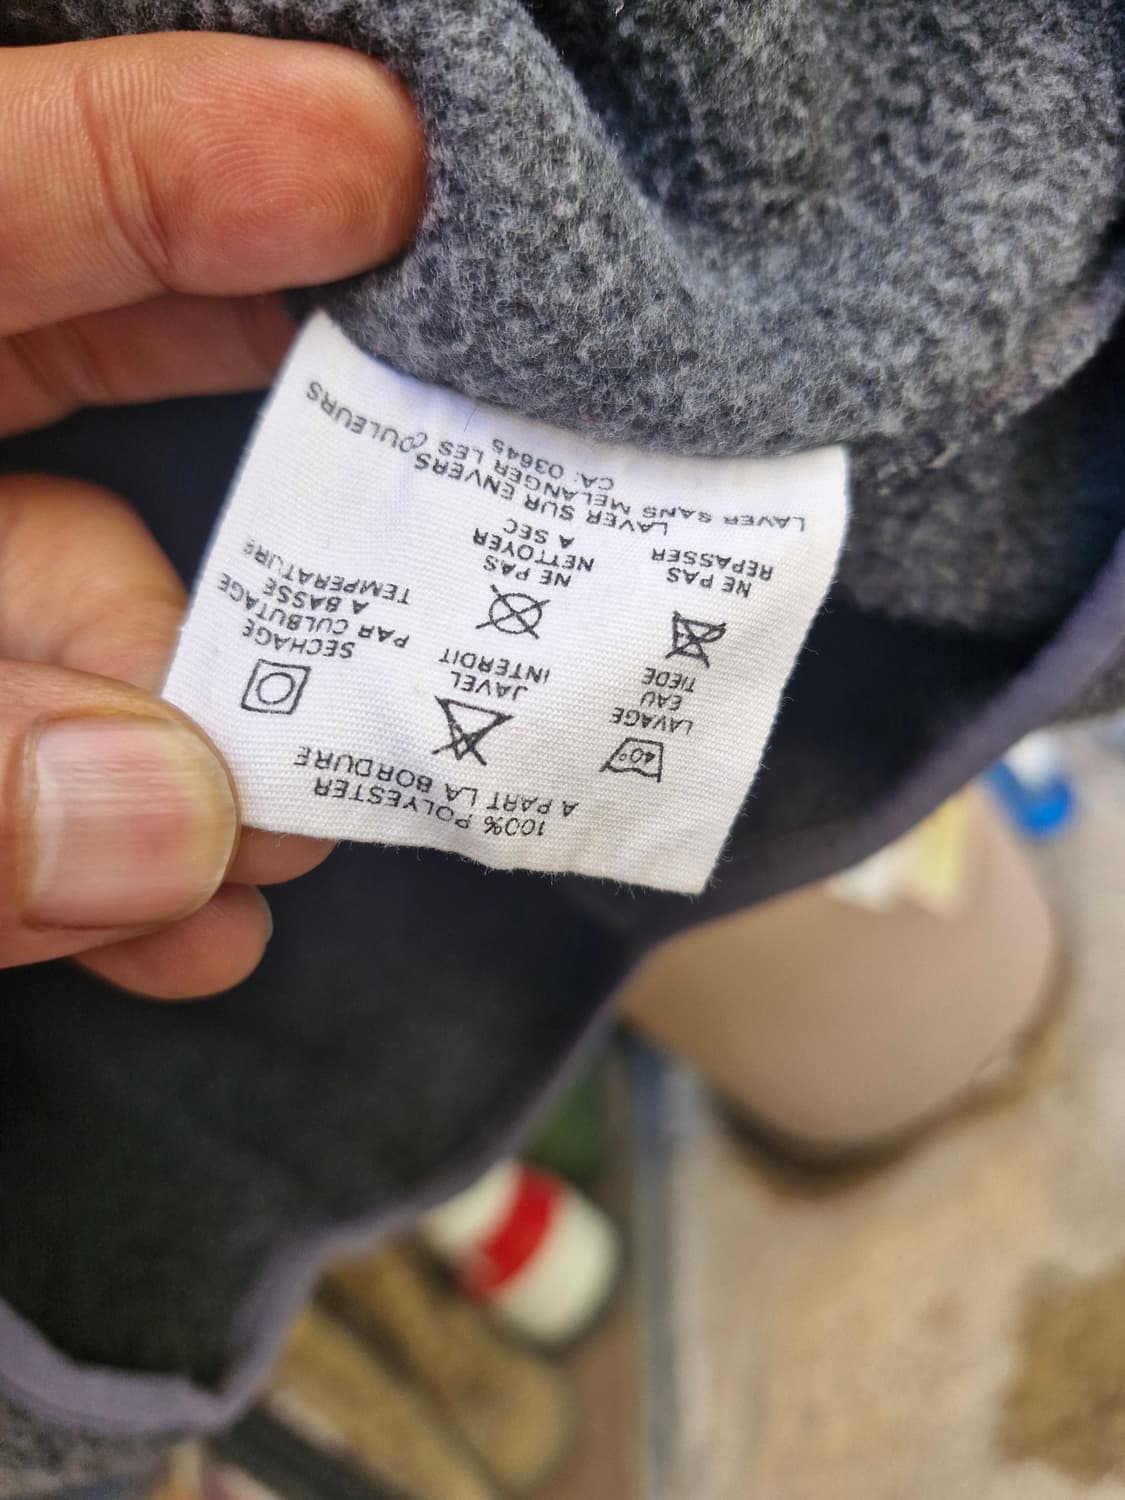 100% POLYESTER
A PART LA BORDURE
40°
LAVAGE
EAU
TIEDE
JAVEL
INTERDIT
SECHAGE
PAR CULBUTAGE
A BASSE
TEMPERATURE
NE PAS
REPASSER
NE PAS
NETTOYER
A SEC
LAVER SUR ENVERS
LAVER SANS MELANGER LES COULEURS
CA: 03645